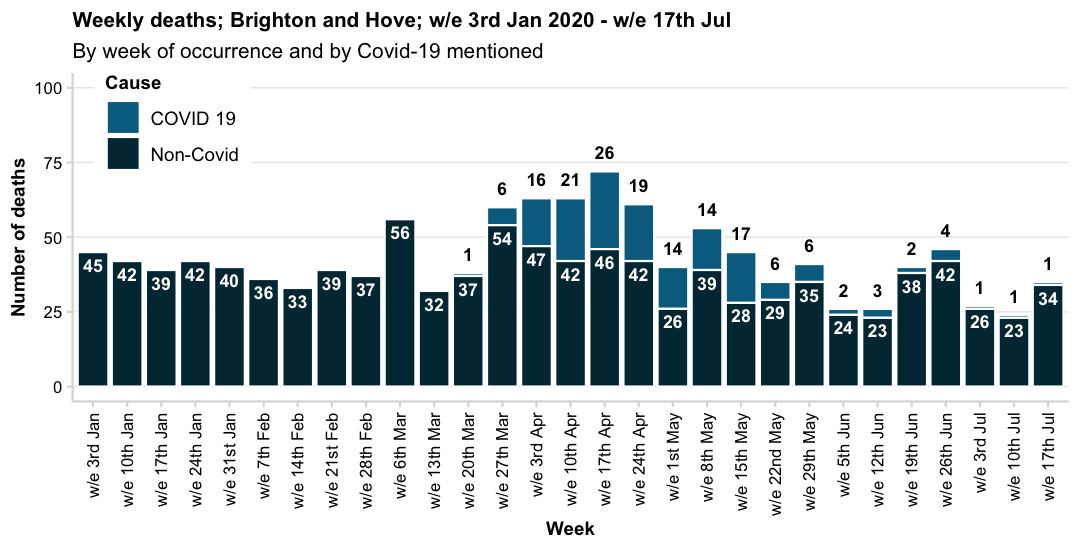 Weekly deaths; Brighton and Hove; w/e 3rd Jan 2020 - w/e 17th Jul
By week of occurrence and by Covid-19 mentioned
Cause
COVID 19
Non-Covid
Number of deaths
100
75
50
25
0
45
42
39
42
40
36
33
39
37
56
32
1
37
6
54
16
47
21
42
26
46
19
42
14
26
14
39
17
28
6
29
6
35
2
24
3
23
2
38
4
42
1
26
1
23
1
34
w/e 3rd Jan
w/e 10th Jan
w/e 17th Jan
w/e 24th Jan
w/e 31st Jan
w/e 7th Feb
w/e 14th Feb
w/e 21st Feb
w/e 28th Feb
w/e 6th Mar
w/e 13th Mar
w/e 20th Mar
w/e 27th Mar
w/e 3rd Apr
w/e 10th Apr
w/e 17th Apr
w/e 24th Apr
w/e 1st May
w/e 8th May
w/e 15th May
w/e 22nd May
w/e 29th May
w/e 5th Jun
w/e 12th Jun
w/e 19th Jun
w/e 26th Jun
w/e 3rd Jul
w/e 10th Jul
w/e 17th Jul
Week